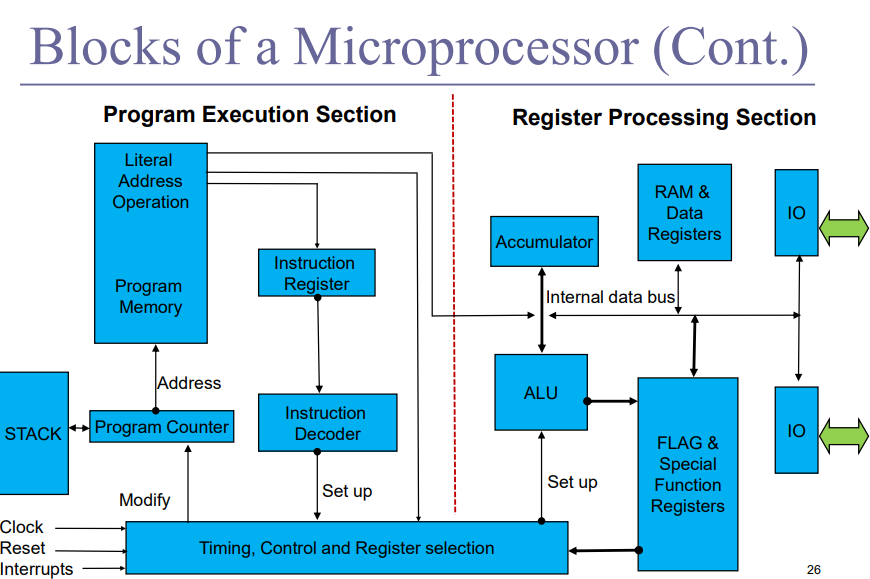 Blocks of a Microprocessor (Cont.)
Program Execution Section
Register Processing Section
Literal
Address
Operation
Program
Memory
Instruction
Register
Accumulator
RAM &
Data
Registers
IO
Internal data bus
Address
STACK
Program Counter
Instruction
Decoder
ALU
FLAG &
Special
Function
Registers
IO
Modify
Set up
Set up
Clock
Reset
Interrupts
Timing, Control and Register selection
26